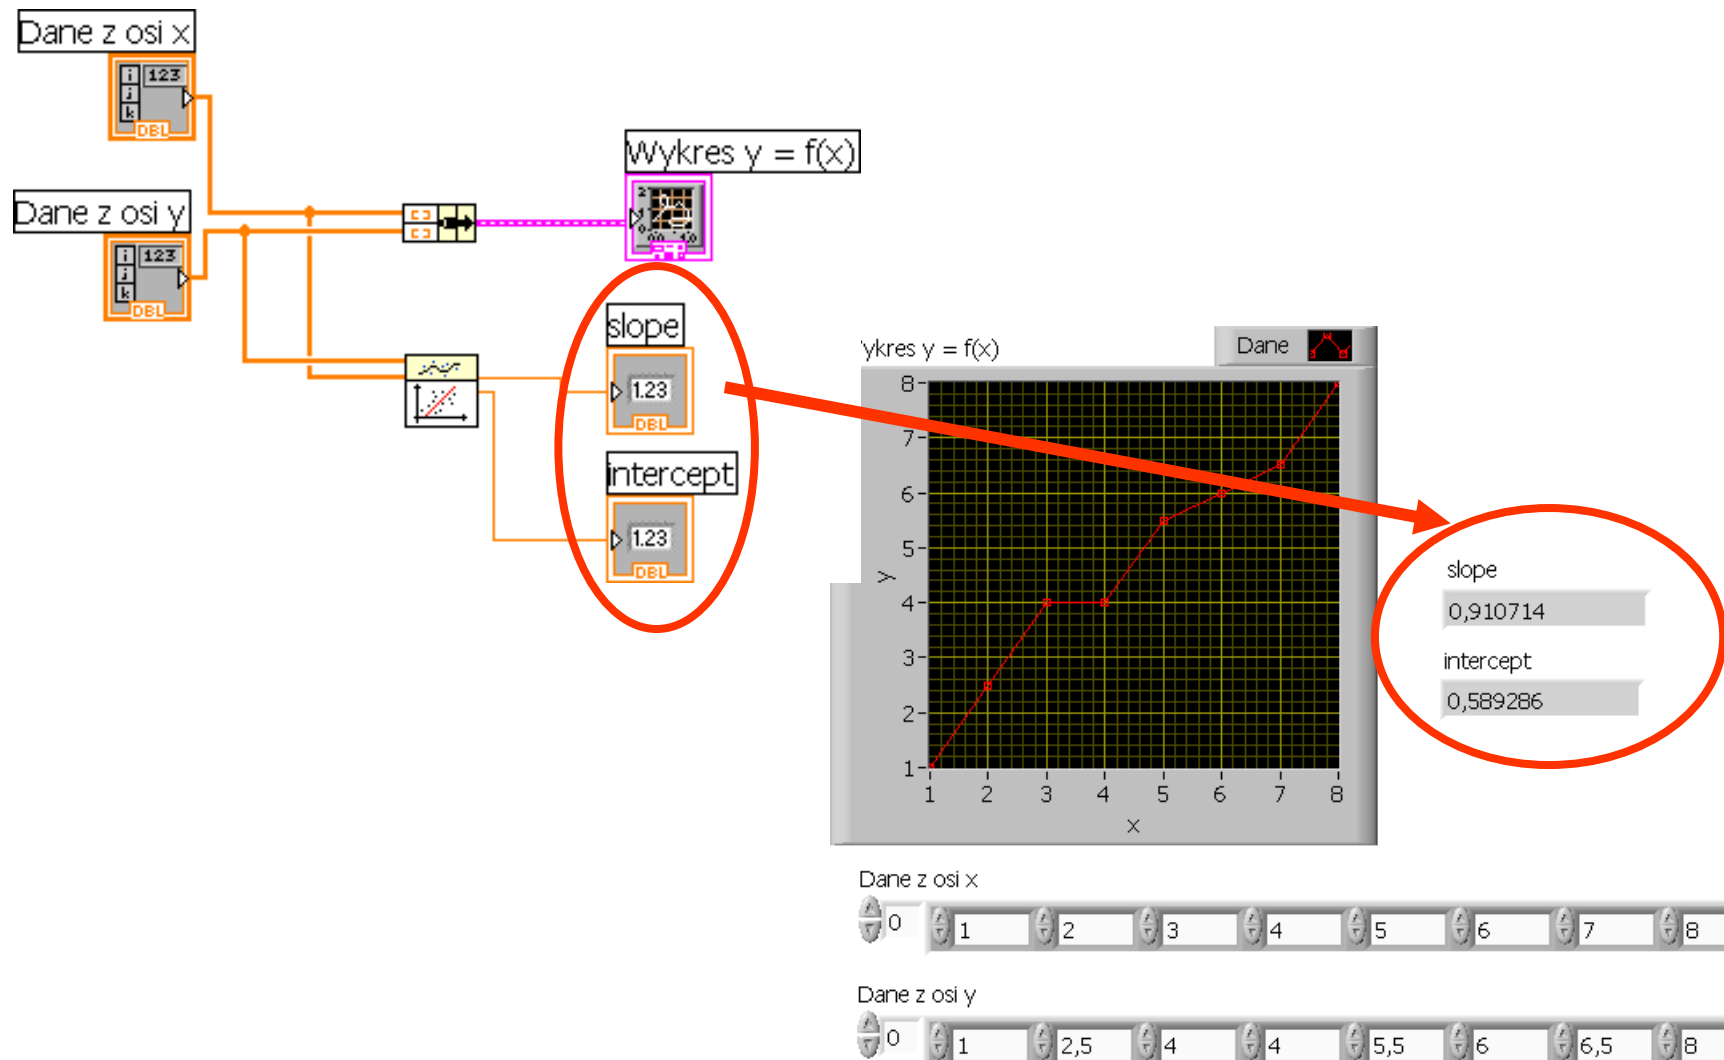 Dane z osi x
i
j
k
123
DBL
Dane z osi y
i
j
k
123
DBL
Wykres y = f(x)
slope
1.23
DBL
intercept
1.23
DBL
ykres y = f(x)
Dane
8
7
6
5
4
3
2
1
y
1 2 3 4 5 6 7 8
x
slope
0,910714
intercept
0,589286
Dane z osi x
0 1 2 3 4 5 6 7 8
Dane z osi y
0 1 2,5 4 4 5,5 6 6,5 8